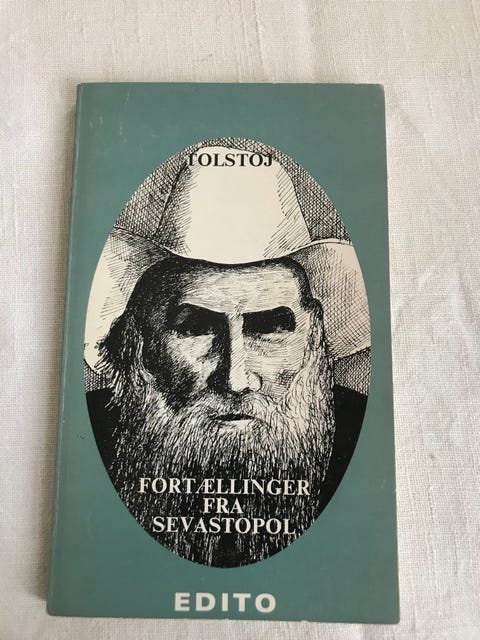 TOLSTOJ
FORTÆLLINGER
FRA
SEVASTOPOL
EDITO